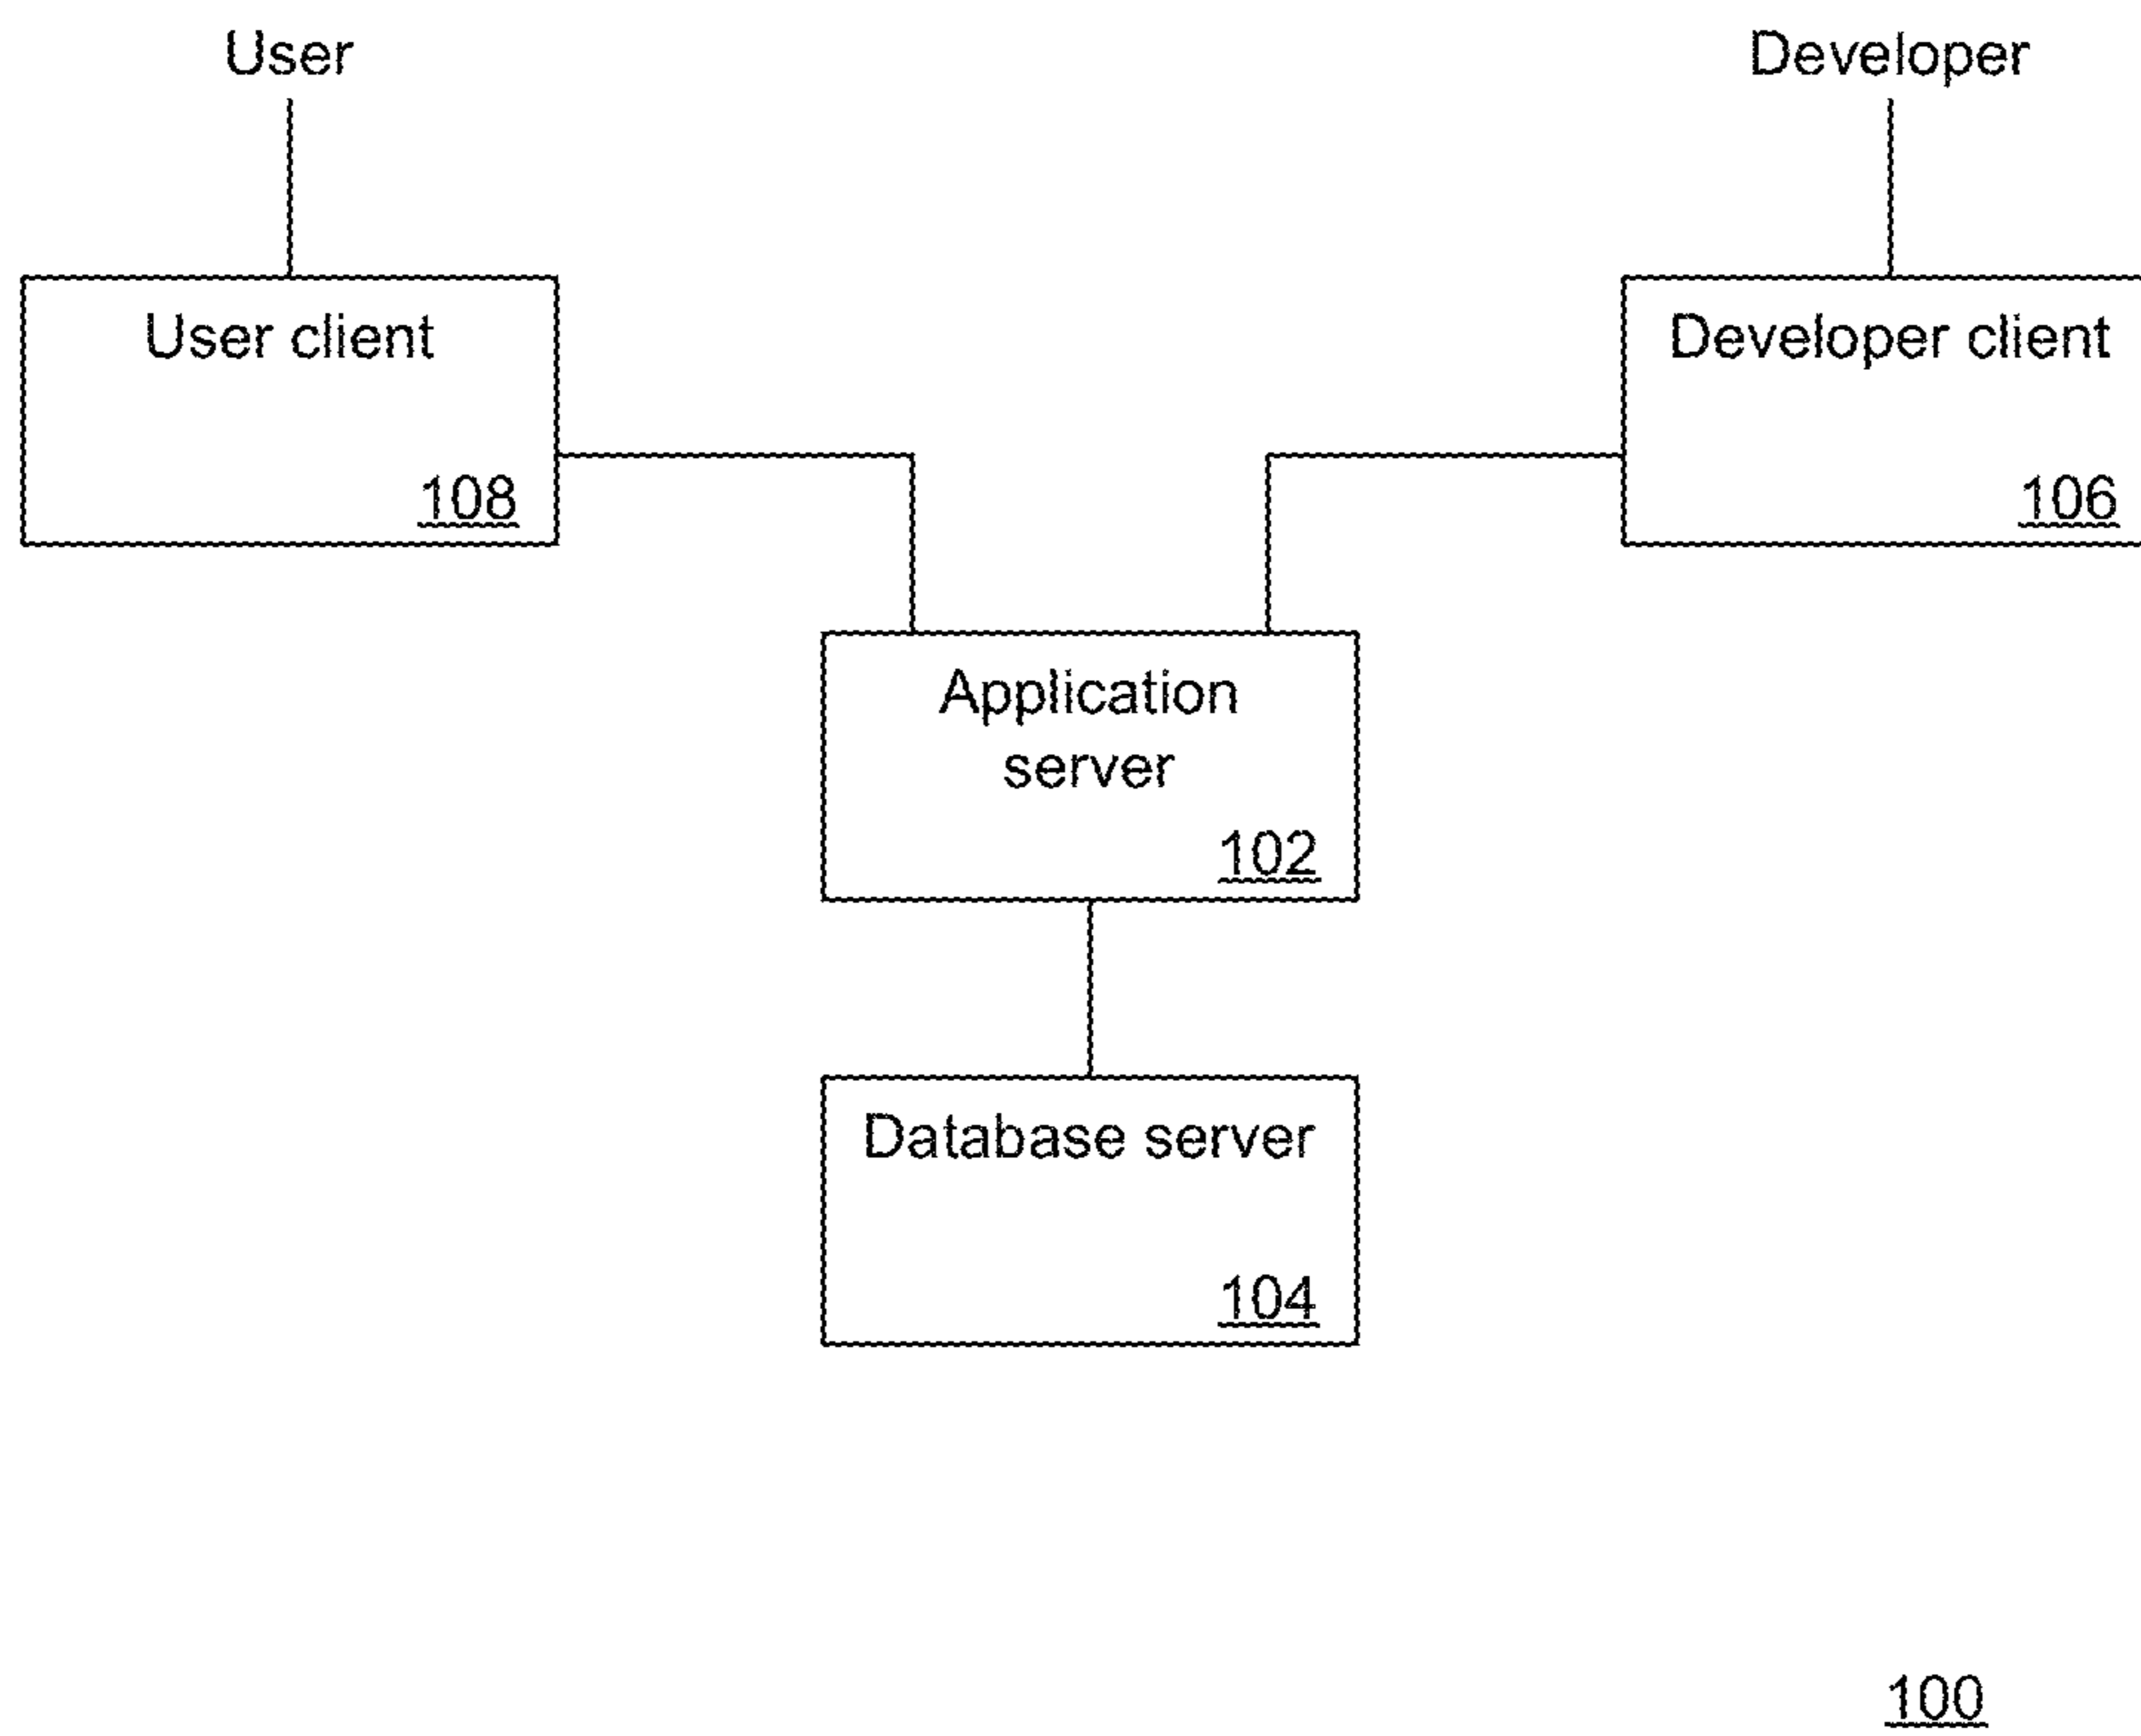 User
Developer
User client
108
Developer client
106
Application
server
102
Database server
104
100